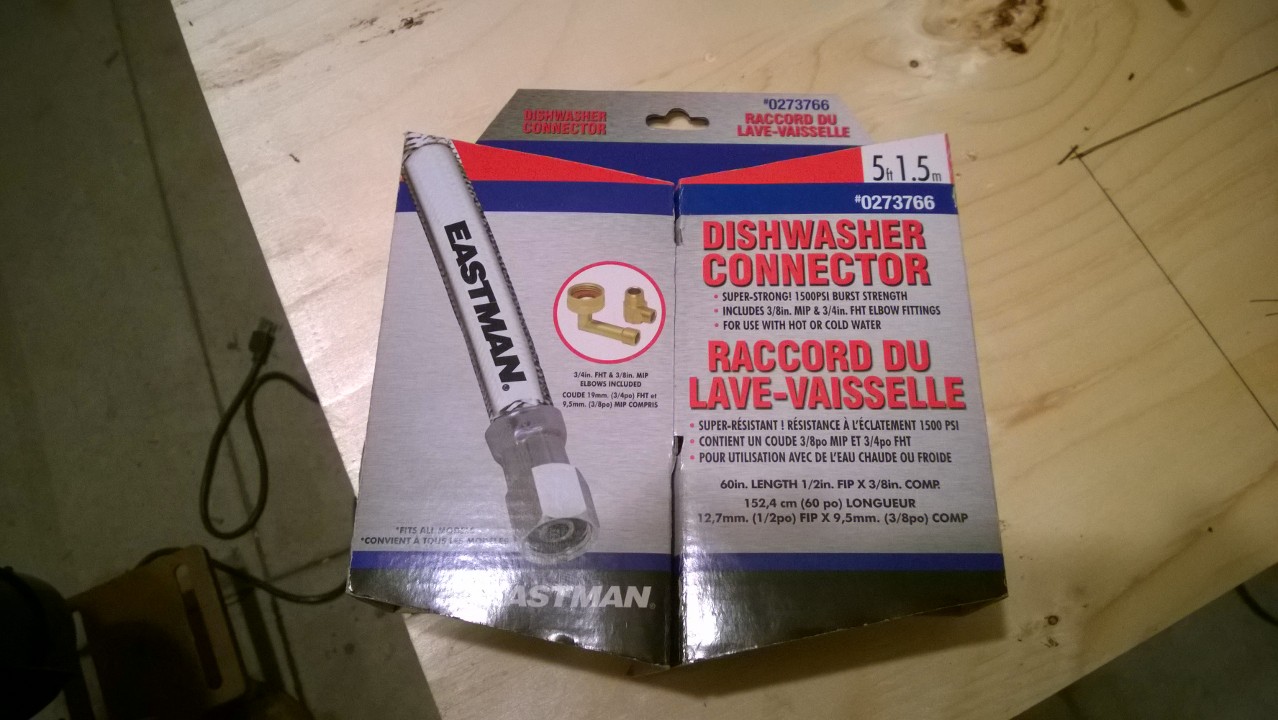 DISHWASHER
CONNECTOR
#0273766
RACCORD DU
LAVE-VAISSELLE
5ft 1.5m
#0273766
EASTMAN®
3/4in. FHT & 3/8in. MIP
ELBOWS INCLUDED
COUDE 19mm. (3/4po) FHT et
9,5mm. (3/8po) MIP COMPRIS
*FITS ALL MODELS
*CONVIENT À TOUS LES MODÈLES
EASTMAN®
DISHWASHER
CONNECTOR
• SUPER-STRONG! 1500PSI BURST STRENGTH
• INCLUDES 3/8in. MIP & 3/4in. FHT ELBOW FITTINGS
• FOR USE WITH HOT OR COLD WATER
RACCORD DU
LAVE-VAISSELLE
• SUPER-RÉSISTANT ! RÉSISTANCE À L'ÉCLATEMENT 1500 PSI
• CONTIENT UN COUDE 3/8po MIP ET 3/4po FHT
• POUR UTILISATION AVEC DE L'EAU CHAUDE OU FROIDE
60in. LENGTH 1/2in. FIP X 3/8in. COMP.
152,4 cm (60 po) LONGUEUR
12,7mm. (1/2po) FIP X 9,5mm. (3/8po) COMP